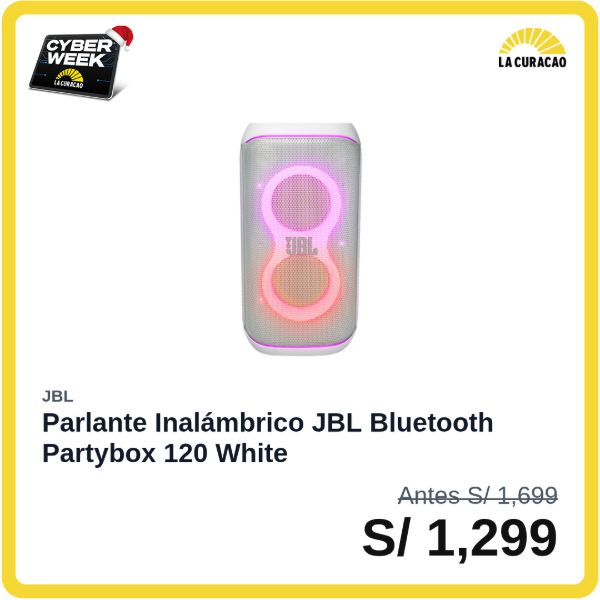 CYBER
WEEK
LA CURACAO
LA CURACAO
JBL
JBL
Parlante Inalámbrico JBL Bluetooth
Partybox 120 White
Antes S/ 1,699
S/ 1,299